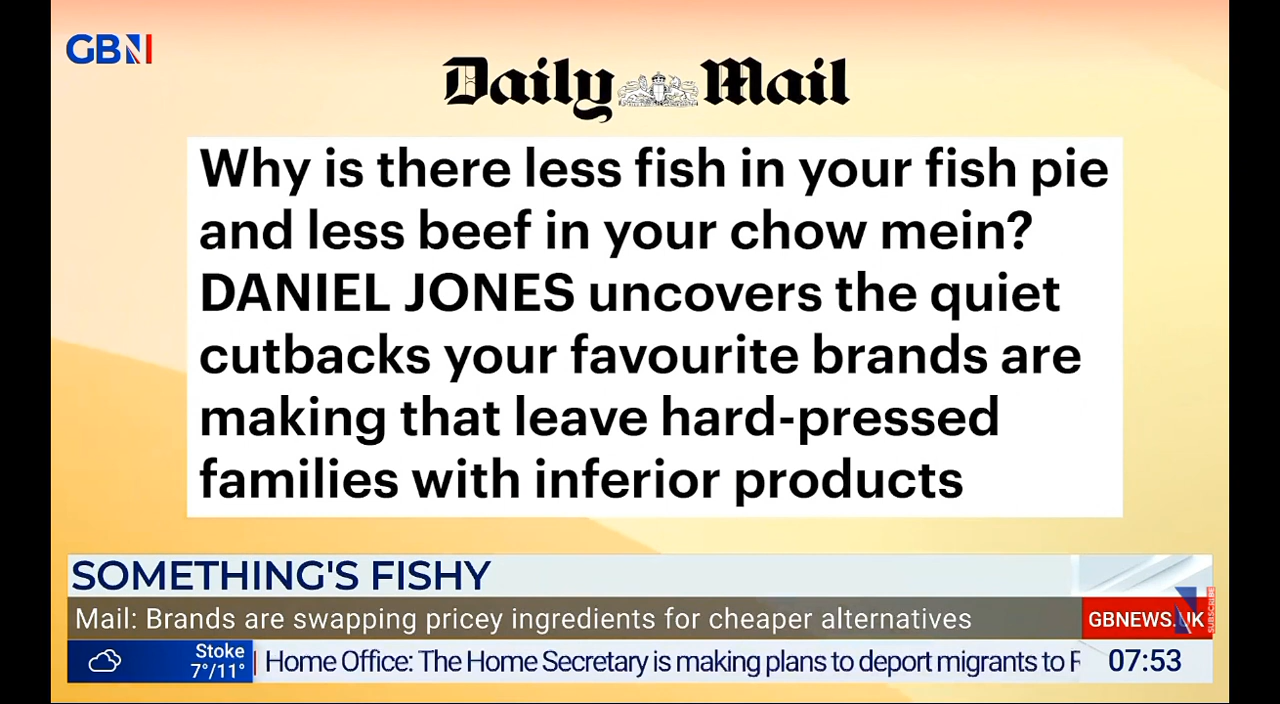 GBN
Daily Mail
Why is there less fish in your fish pie
and less beef in your chow mein?
DANIEL JONES uncovers the quiet
cutbacks your favourite brands are
making that leave hard-pressed
families with inferior products
SOMETHING'S FISHY
Mail: Brands are swapping pricey ingredients for cheaper alternatives
GBNEWS.UK
SUBSCRIBE
Stoke
7°/11°
Home Office: The Home Secretary is making plans to deport migrants to
07:53